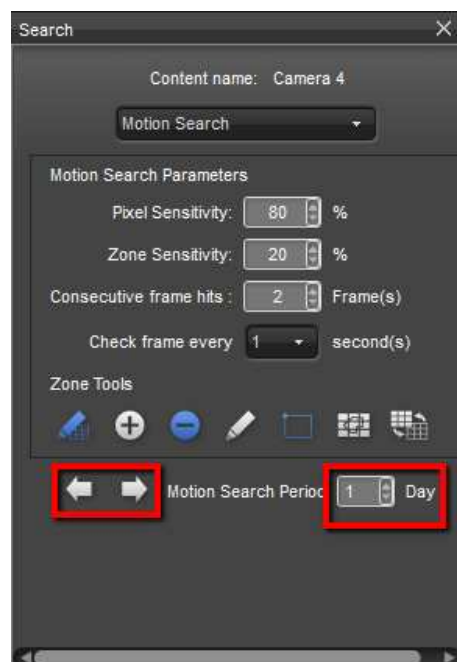 Search
Content name: Camera 4
Motion Search
Motion Search Parameters
Pixel Sensitivity: 80 %
Zone Sensitivity: 20 %
Consecutive frame hits : 2 Frame(s)
Check frame every 1 second(s)
Zone Tools
Motion Search Period 1 Day